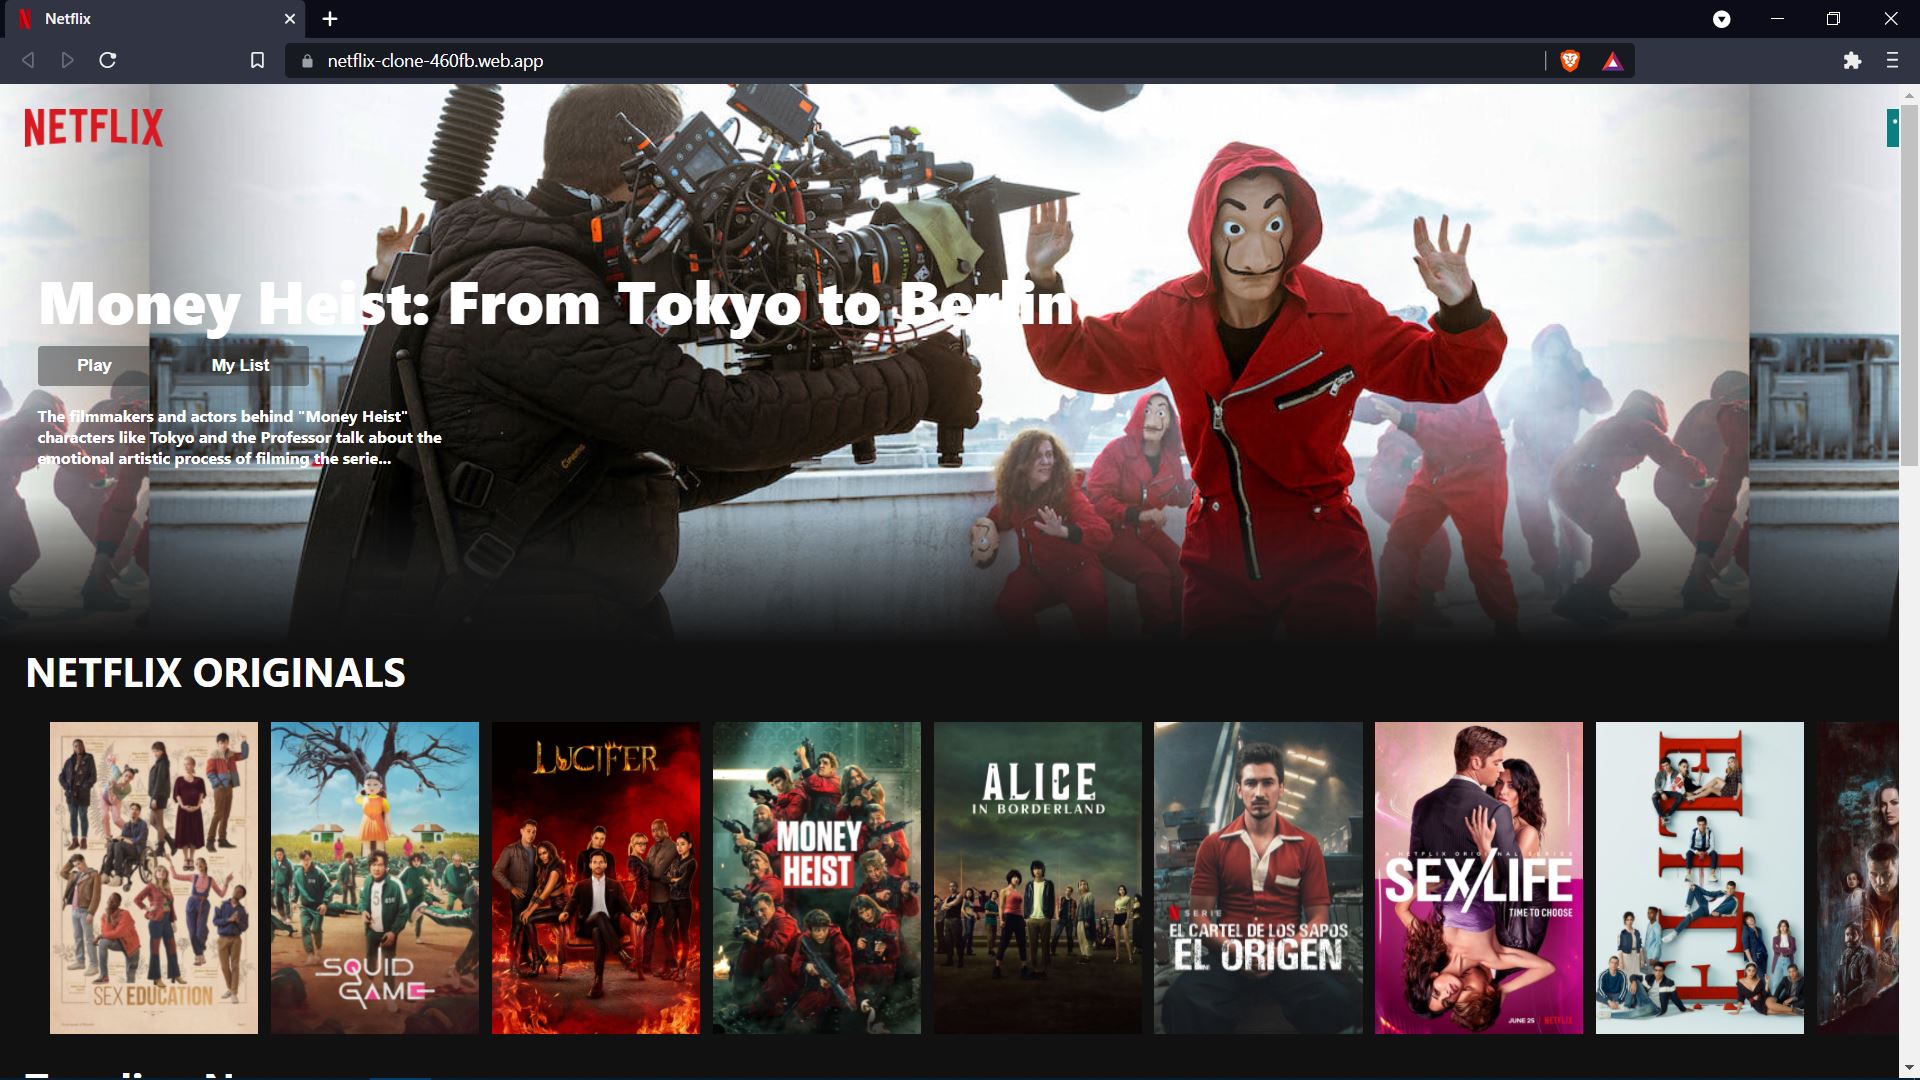 Netflix
netflix-clone-460fb.web.app
NETFLIX
Money Heist: From Tokyo to Berlin
Play
My List
The filmmakers and actors behind "Money Heist"
characters like Tokyo and the Professor talk about the
emotional artistic process of filming the serie...
NETFLIX ORIGINALS
SEX EDUCATION
SQUID
GAME
LUCIFER
MONEY
HEIST
ALICE
IN BORDERLAND
N SERIE
EL CARTEL DE LOS SAPOS
EL ORIGEN
A NETFLIX ORIGINAL SERIES
SEX/LIFE
TIME TO CHOOSE
JUNE 25 | NETFLIX
ELITE